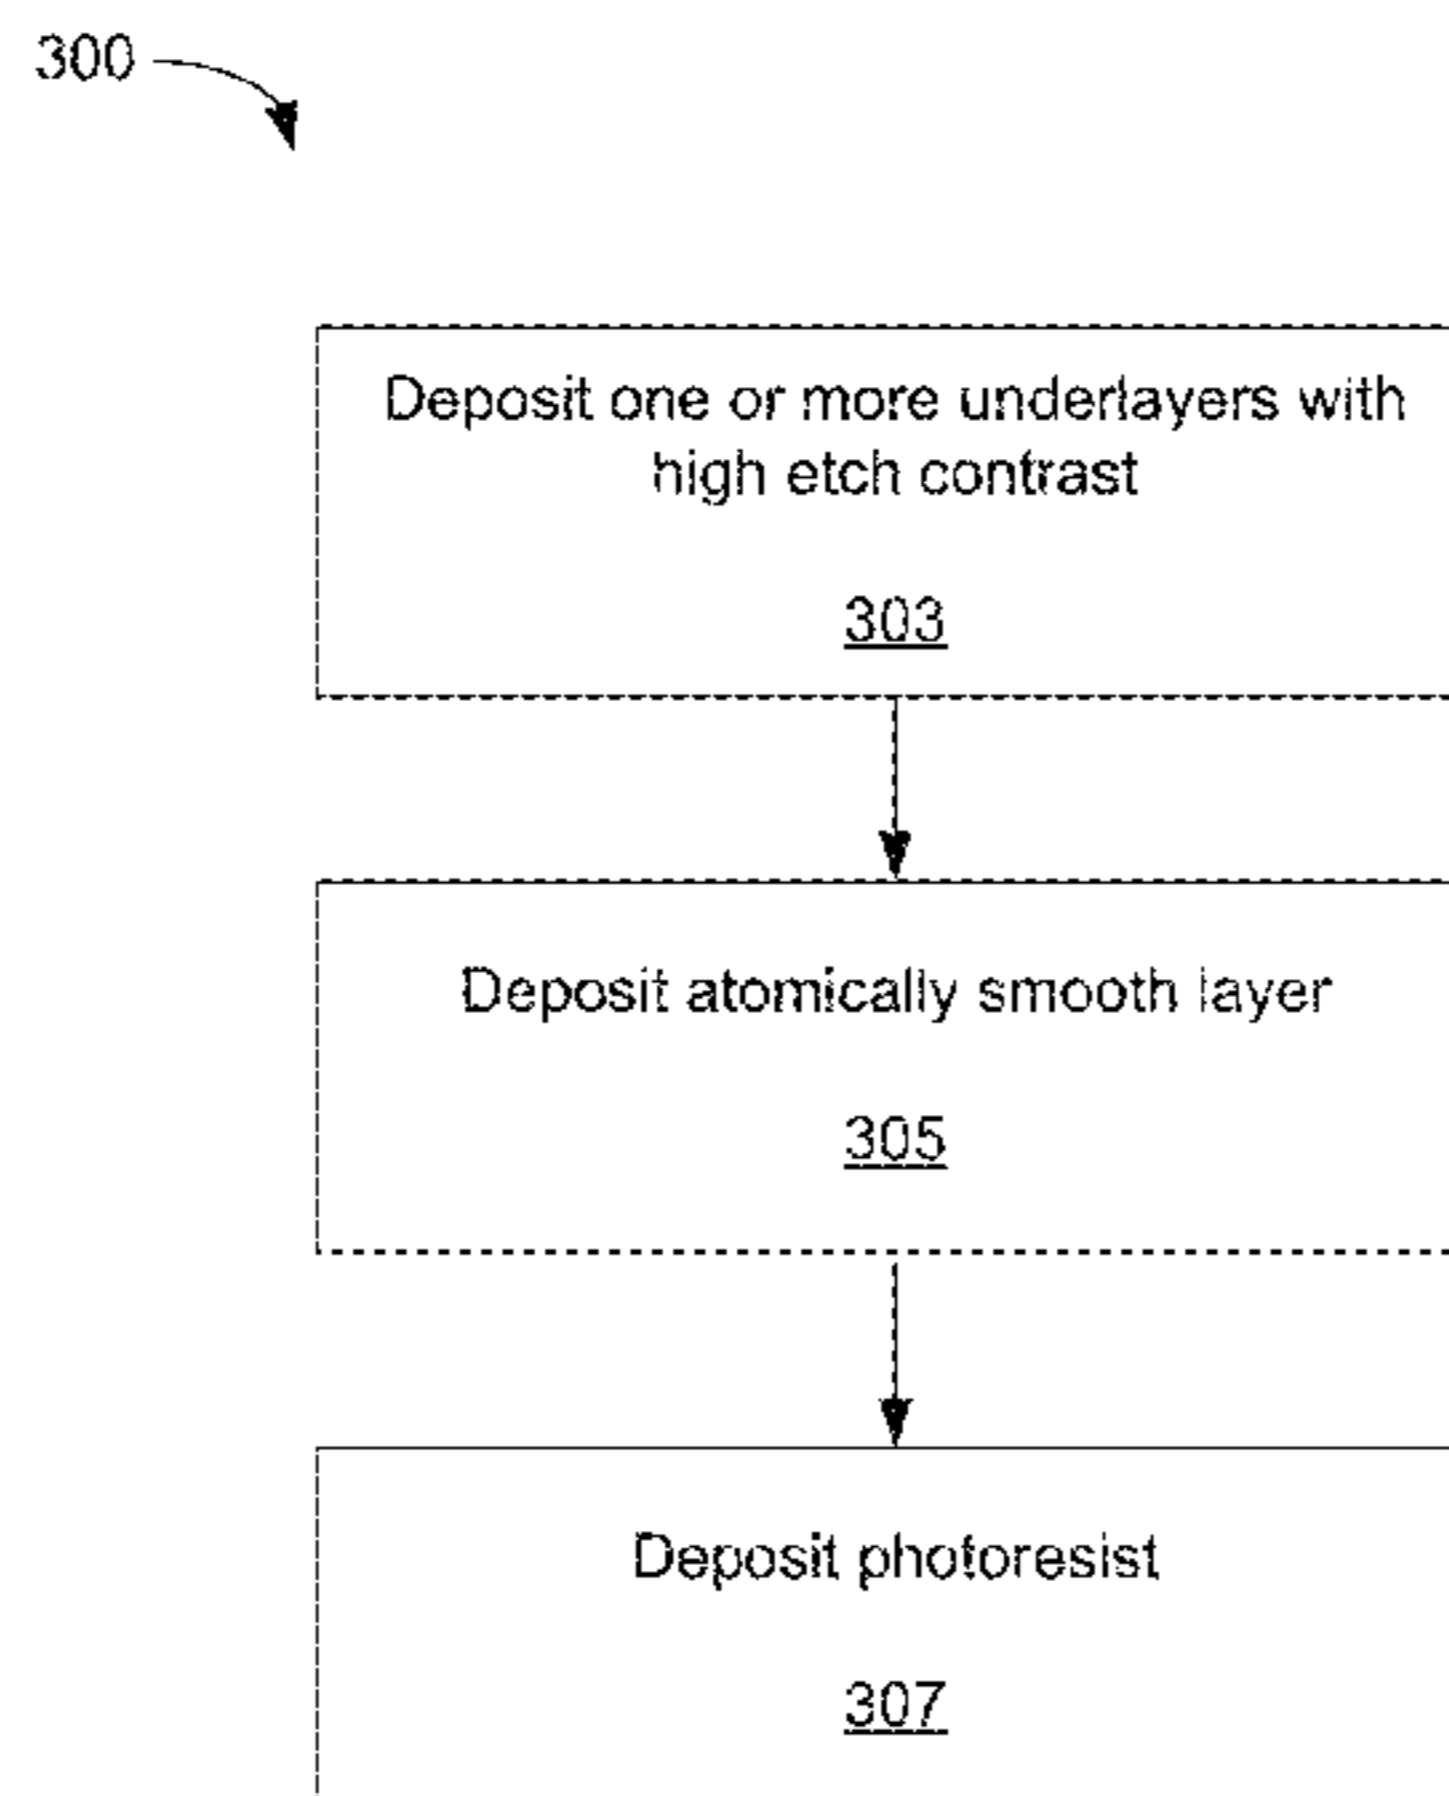 300
Deposit one or more underlayers with
high etch contrast
303
Deposit atomically smooth layer
305
Deposit photoresist
307